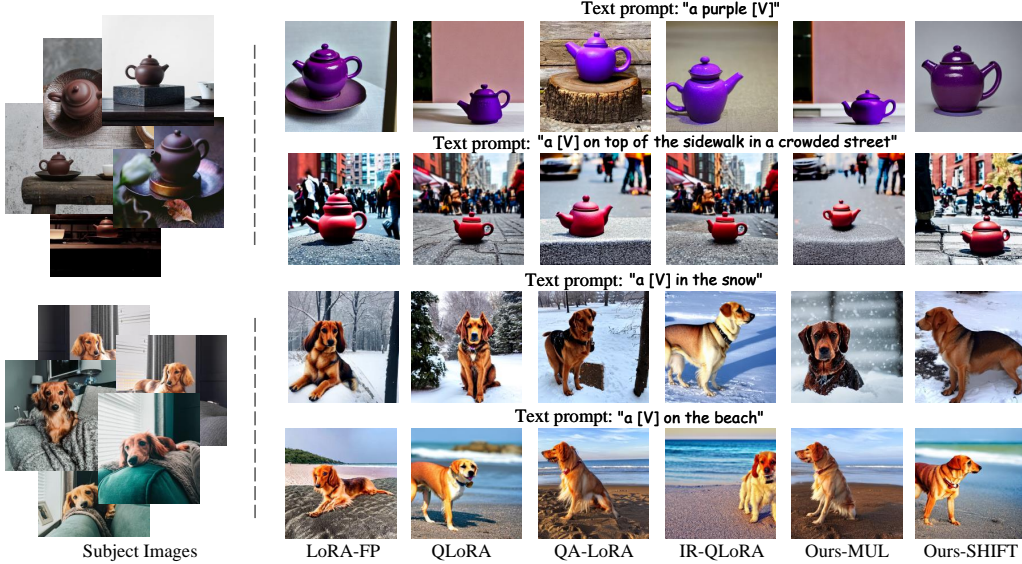 Text prompt: "a purple [V]"
Text prompt: "a [V] on top of the sidewalk in a crowded street"
Text prompt: "a [V] in the snow"
Text prompt: "a [V] on the beach"
Subject Images LoRA-FP QLoRA QA-LoRA IR-QLoRA Ours-MUL Ours-SHIFT